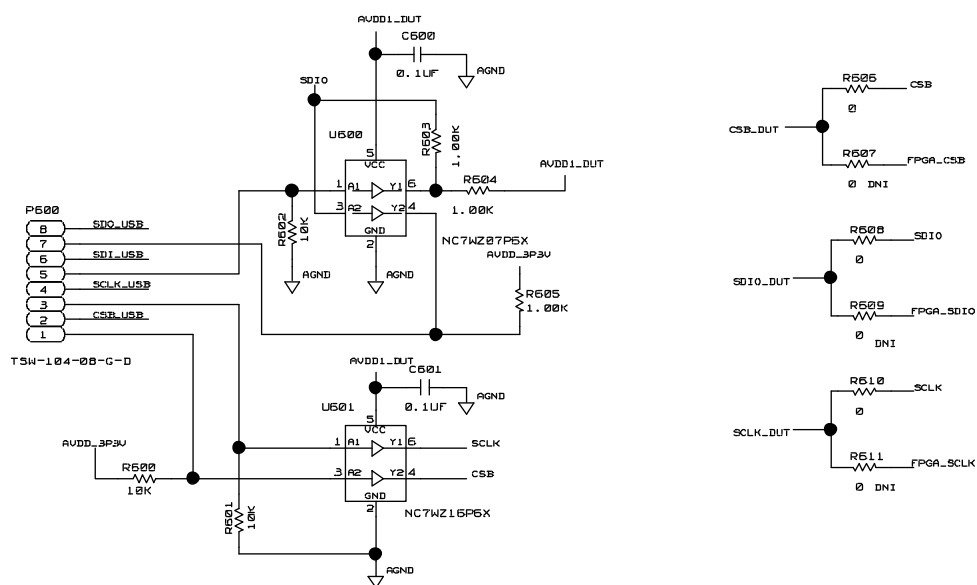 AVDD1_DUT
C600
0.1UF
AGND
SDIO
U600
R603
1.00K
5
VCC
1 A1 Y1 6
3 A2 Y2 4
GND
2
R604
1.00K
AVDD1_DUT
R602
10K
AGND
AGND
NC7WZ07P6X
AVDD_3P3V
R605
1.00K
P600
8 SDO_USB
7
6 SDI_USB
5
4 SCLK_USB
3
2 CSB_USB
1
TSW-104-08-G-D
AVDD1_DUT
C601
0.1UF
AGND
U601
5
VCC
1 A1 Y1 6 SCLK
3 A2 Y2 4 CSB
GND
2
NC7WZ16P6X
AVDD_3P3V
R600
10K
R601
10K
AGND
R606
CSB
0
CSB_DUT
R607
FPGA_CSB
0 DNI
R608
SDIO
0
SDIO_DUT
R609
FPGA_SDIO
0 DNI
R610
SCLK
0
SCLK_DUT
R611
FPGA_SCLK
0 DNI